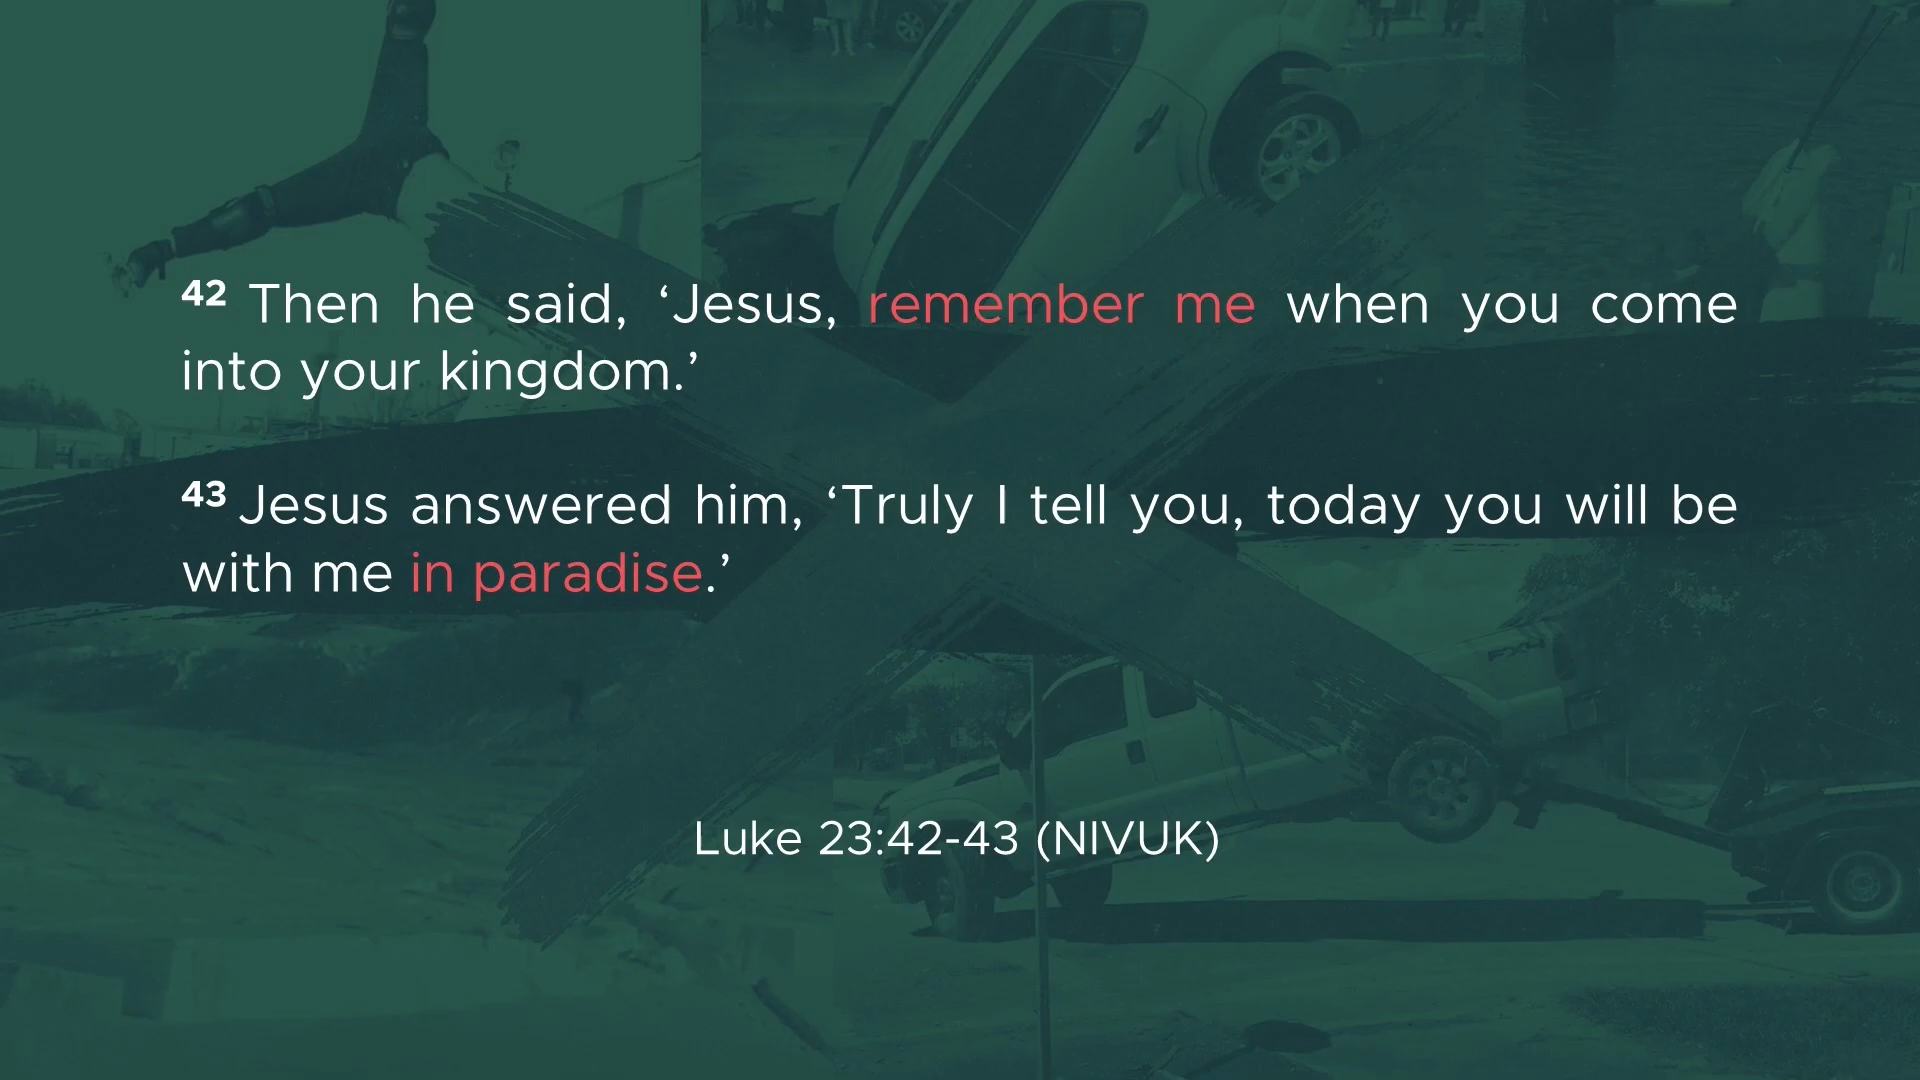 42 Then he said, ‘Jesus, remember me when you come
into your kingdom.’
43 Jesus answered him, ‘Truly I tell you, today you will be
with me in paradise.’
Luke 23:42-43 (NIVUK)